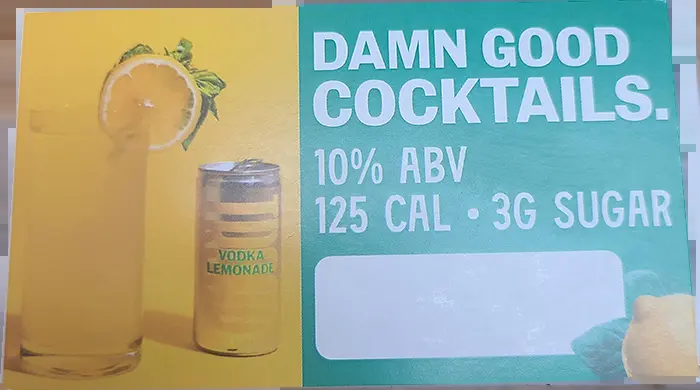 DAMN GOOD
COCKTAILS.
10% ABV
125 CAL · 3G SUGAR
VODKA
LEMONADE